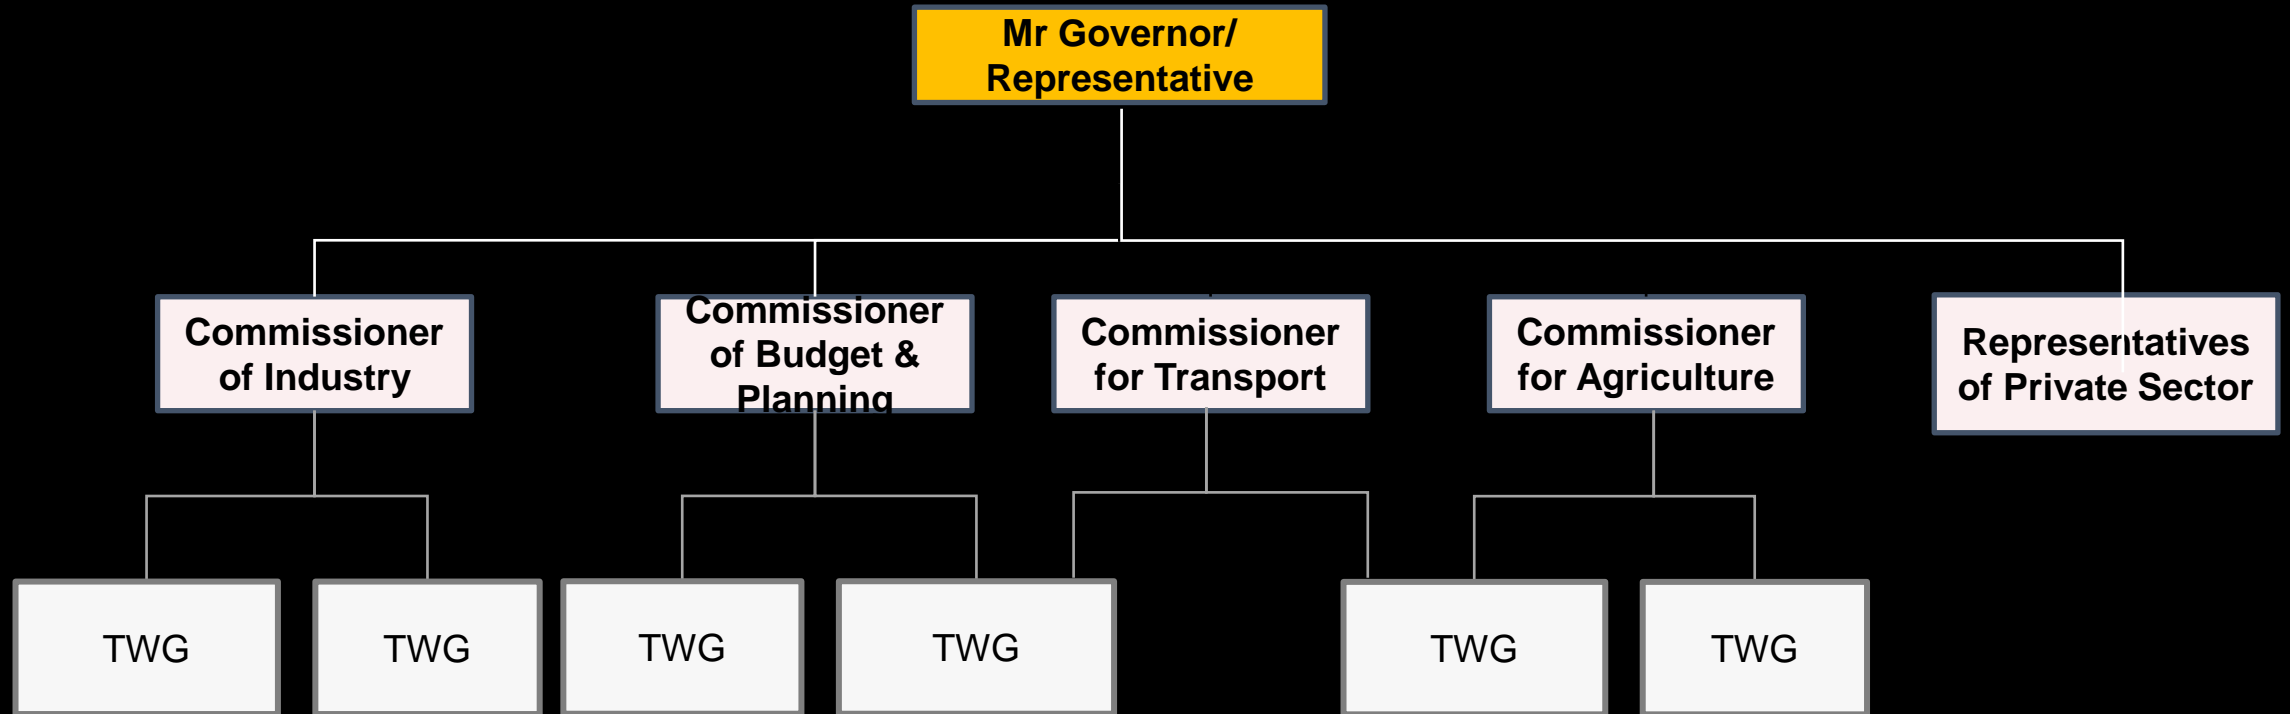 Mr Governor/
Representative
Commissioner
of Industry
Commissioner
of Budget &
Planning
Commissioner
for Transport
Commissioner
for Agriculture
Representatives
of Private Sector
TWG
TWG
TWG
TWG
TWG
TWG